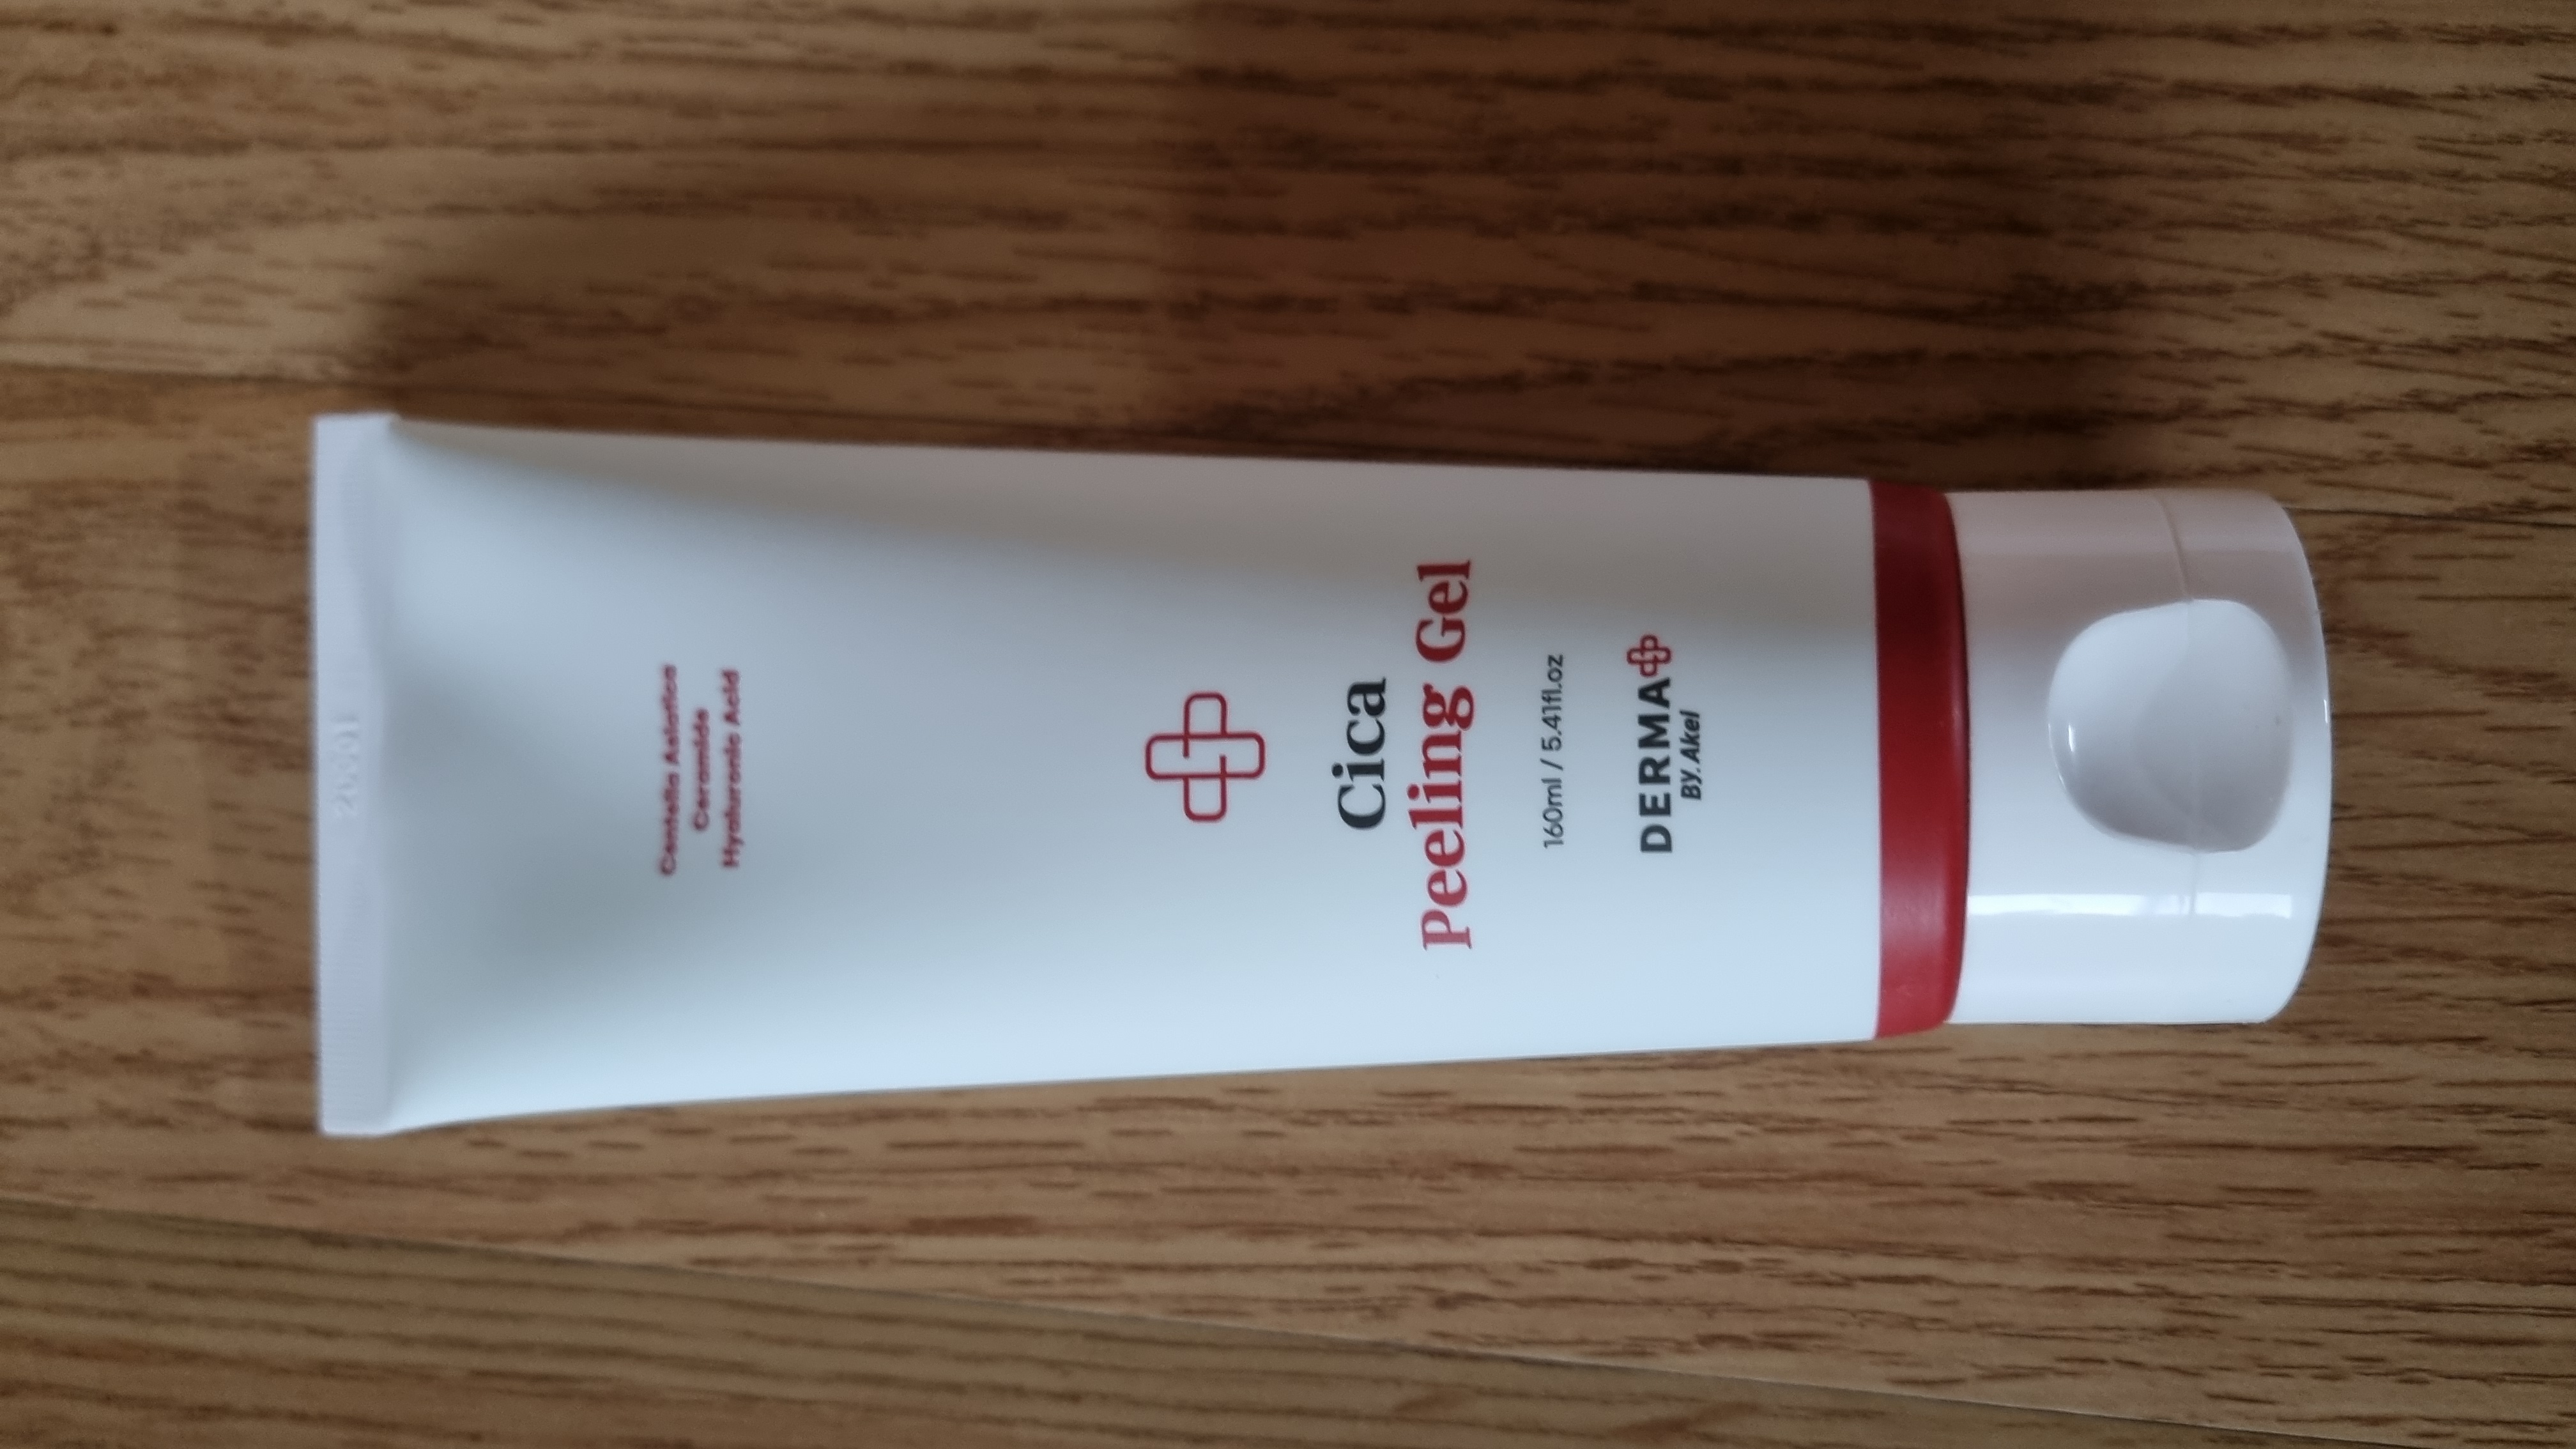 Centella Asiatica
Ceramide
Hyaluronic Acid
Cica
Peeling Gel
160ml / 5.41fl.oz
DERMA
BY. Akel